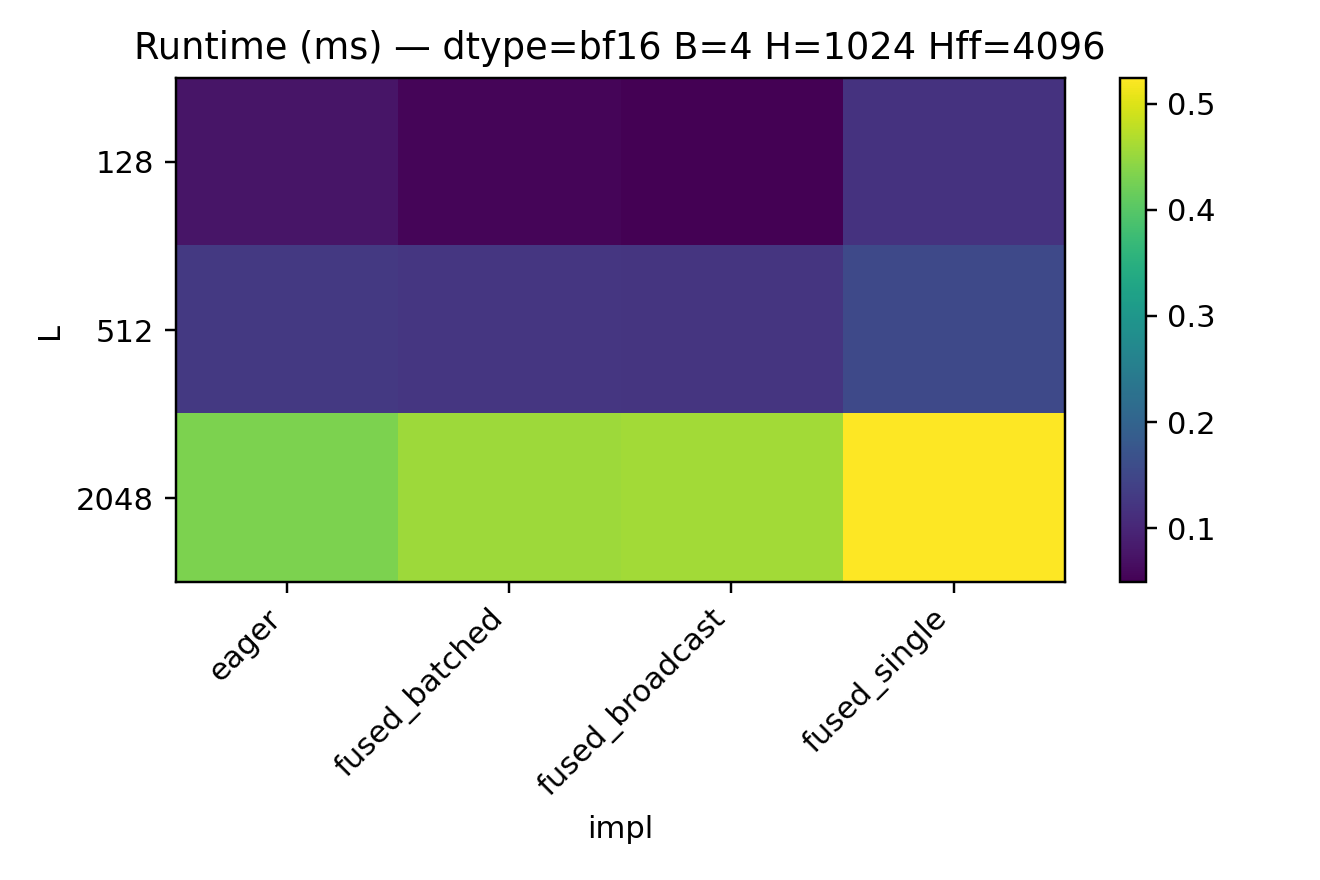 Runtime (ms) — dtype=bf16 B=4 H=1024 Hff=4096
L
128
512
2048
eager
fused_batched
fused_broadcast
fused_single
impl
0.5
0.4
0.3
0.2
0.1